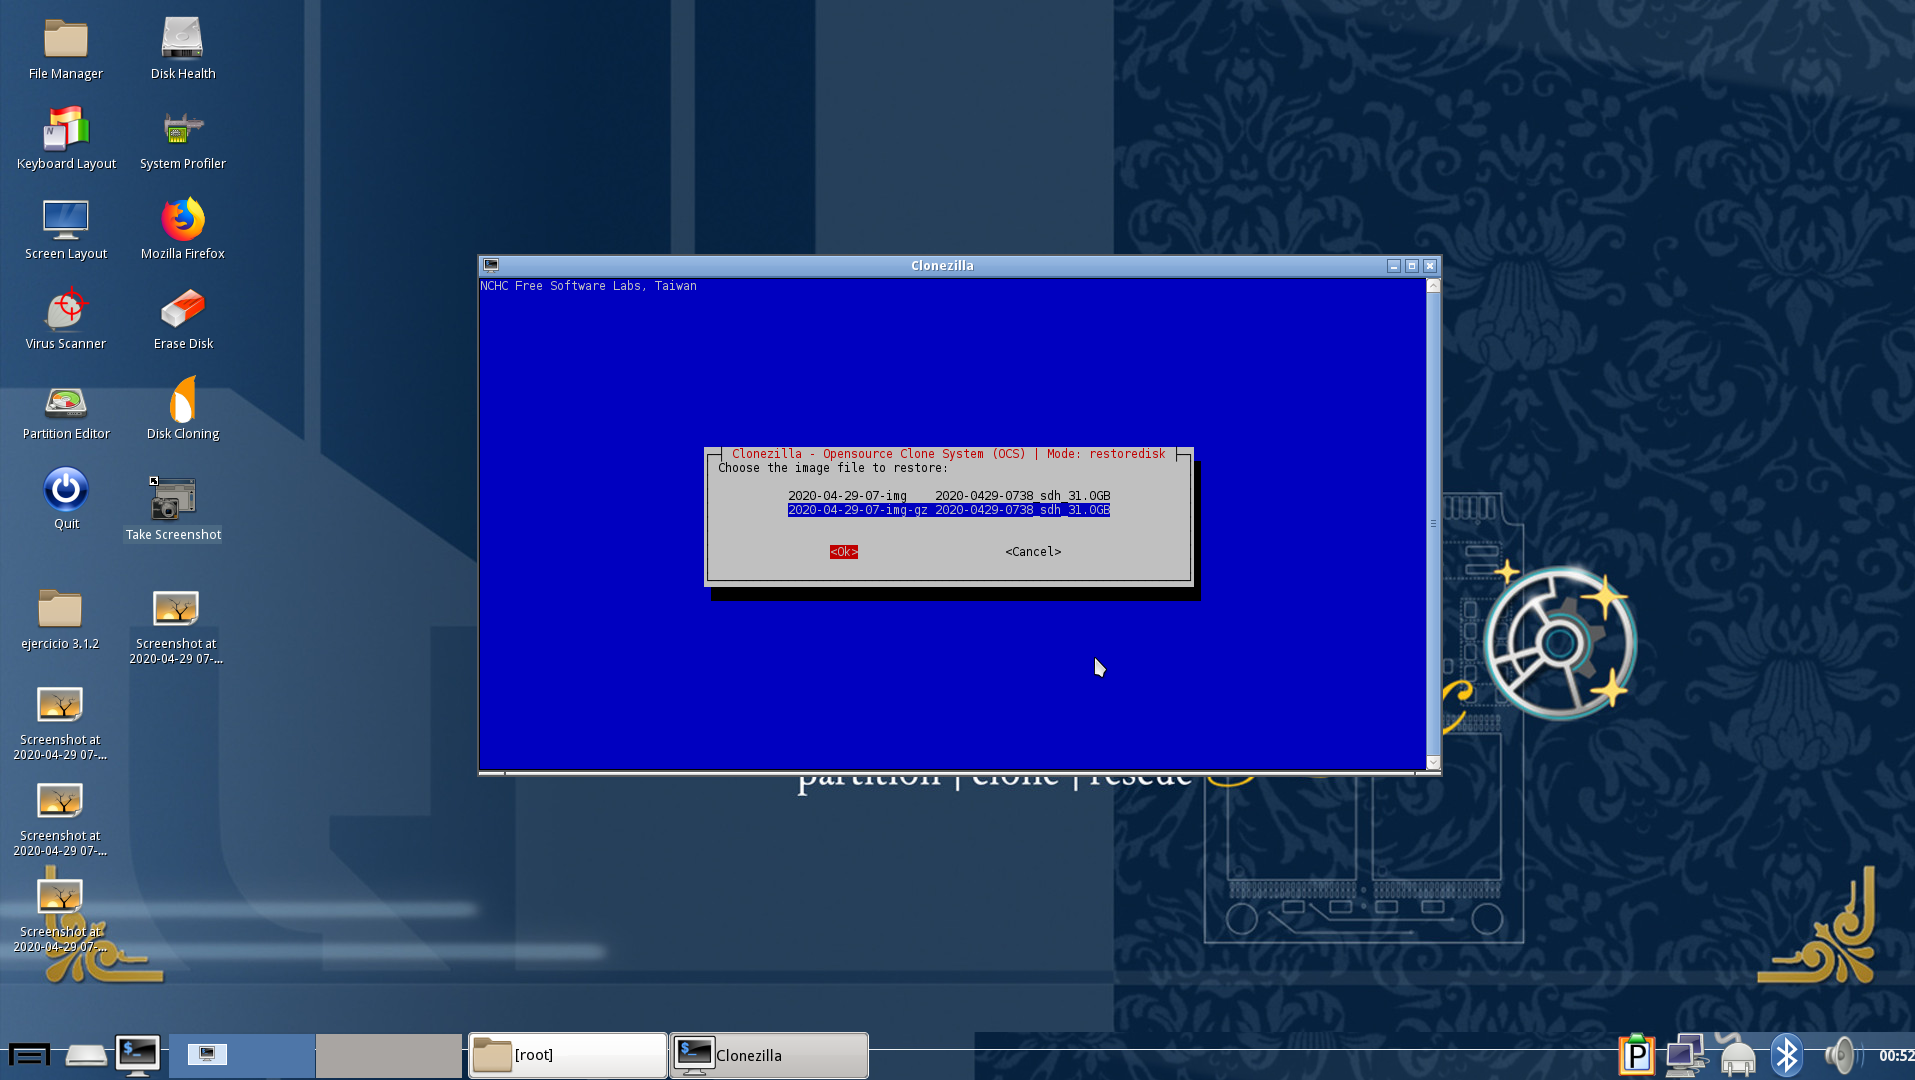 File Manager
Disk Health
Keyboard Layout
System Profiler
Screen Layout
Mozilla Firefox
Virus Scanner
Erase Disk
Partition Editor
Disk Cloning
Quit
Take Screenshot
ejercicio 3.1.2
Screenshot at
2020-04-29 07-...
Screenshot at
2020-04-29 07-...
Screenshot at
2020-04-29 07-...
Screenshot at
2020-04-29 07-...
Clonezilla
NCHC Free Software Labs, Taiwan
Clonezilla - Opensource Clone System (OCS) | Mode: restoredisk
Choose the image file to restore:
2020-04-29-07-img 2020-0429-0738_sdh_31.0GB
2020-04-29-07-img-gz 2020-0429-0738_sdh_31.0GB
<Ok> <Cancel>
partition | clone | rescue
[root]
Clonezilla
00:52